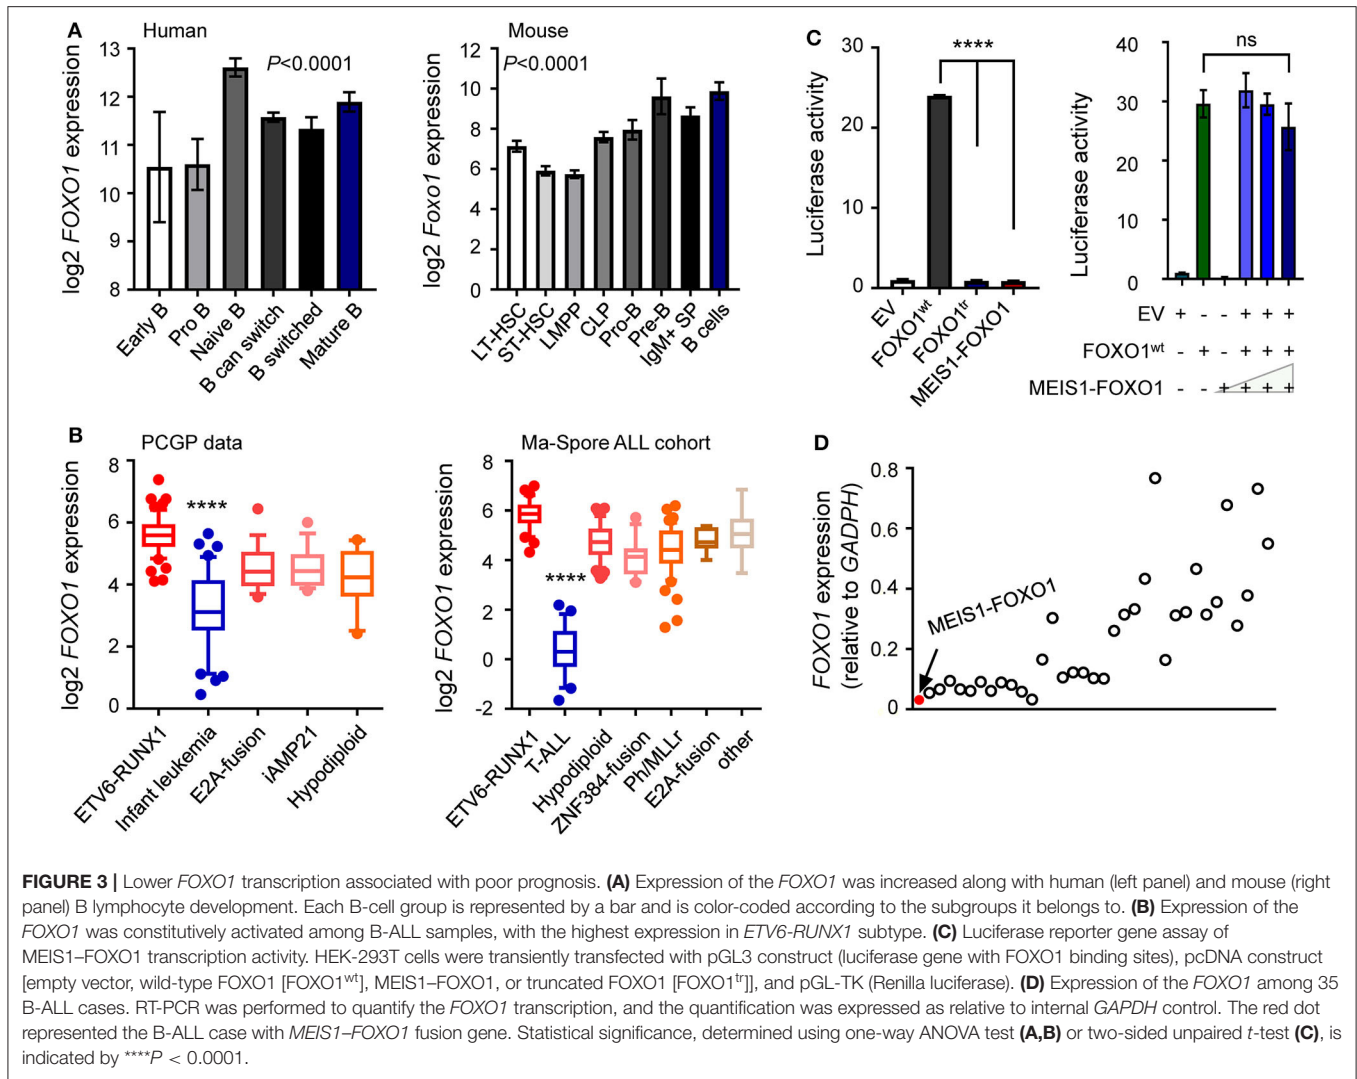 A
Human
P<0.0001
log2 FOXO1 expression
13
12
11
10
9
8
Early B
Pro B
Naive B
B can switch
B switched
Mature B
Mouse
P<0.0001
log2 Foxo1 expression
12
10
8
6
4
2
0
LT-HSC
ST-HSC
LMPP
CLP
Pro-B
Pre-B
IgM+ SP
B cells
C
****
Luciferase activity
30
20
10
0
EV
FOXO1wt
FOXO1tr
MEIS1-FOXO1
ns
Luciferase activity
40
30
20
30
10
0
EV + - - + + +
FOXO1wt - + - + + +
MEIS1-FOXO1 - - + + + +
B
PCGP data
****
log2 FOXO1 expression
8
6
4
2
0
ETV6-RUNX1
Infant leukemia
E2A-fusion
iAMP21
Hypodiploid
Ma-Spore ALL cohort
****
log2 FOXO1 expression
8
6
4
2
0
-2
ETV6-RUNX1
T-ALL
Hypodiploid
ZNF384-fusion
Ph/MLLr
E2A-fusion
other
D
FOXO1 expression
(relative to GADPH)
0.8
0.6
0.4
0.2
0
MEIS1-FOXO1
FIGURE 3 | Lower FOXO1 transcription associated with poor prognosis. (A) Expression of the FOXO1 was increased along with human (left panel) and mouse (right
panel) B lymphocyte development. Each B-cell group is represented by a bar and is color-coded according to the subgroups it belongs to. (B) Expression of the
FOXO1 was constitutively activated among B-ALL samples, with the highest expression in ETV6-RUNX1 subtype. (C) Luciferase reporter gene assay of
MEIS1–FOXO1 transcription activity. HEK-293T cells were transiently transfected with pGL3 construct (luciferase gene with FOXO1 binding sites), pcDNA construct
[empty vector, wild-type FOXO1 [FOXO1wt], MEIS1–FOXO1, or truncated FOXO1 [FOXO1tr]], and pGL-TK (Renilla luciferase). (D) Expression of the FOXO1 among 35
B-ALL cases. RT-PCR was performed to quantify the FOXO1 transcription, and the quantification was expressed as relative to internal GAPDH control. The red dot
represented the B-ALL case with MEIS1–FOXO1 fusion gene. Statistical significance, determined using one-way ANOVA test (A,B) or two-sided unpaired t-test (C), is
indicated by ****P < 0.0001.